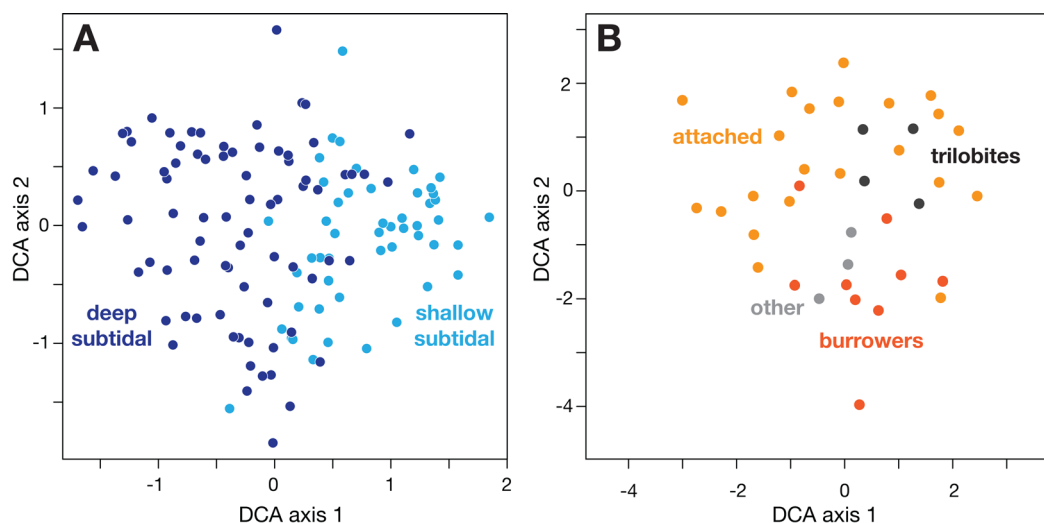 A
DCA axis 2
1
0
-1
deep
subtidal
shallow
subtidal
-1
0
1
2
DCA axis 1
B
DCA axis 2
2
0
-2
-4
attached
trilobites
other
burrowers
-4
-2
0
2
DCA axis 1